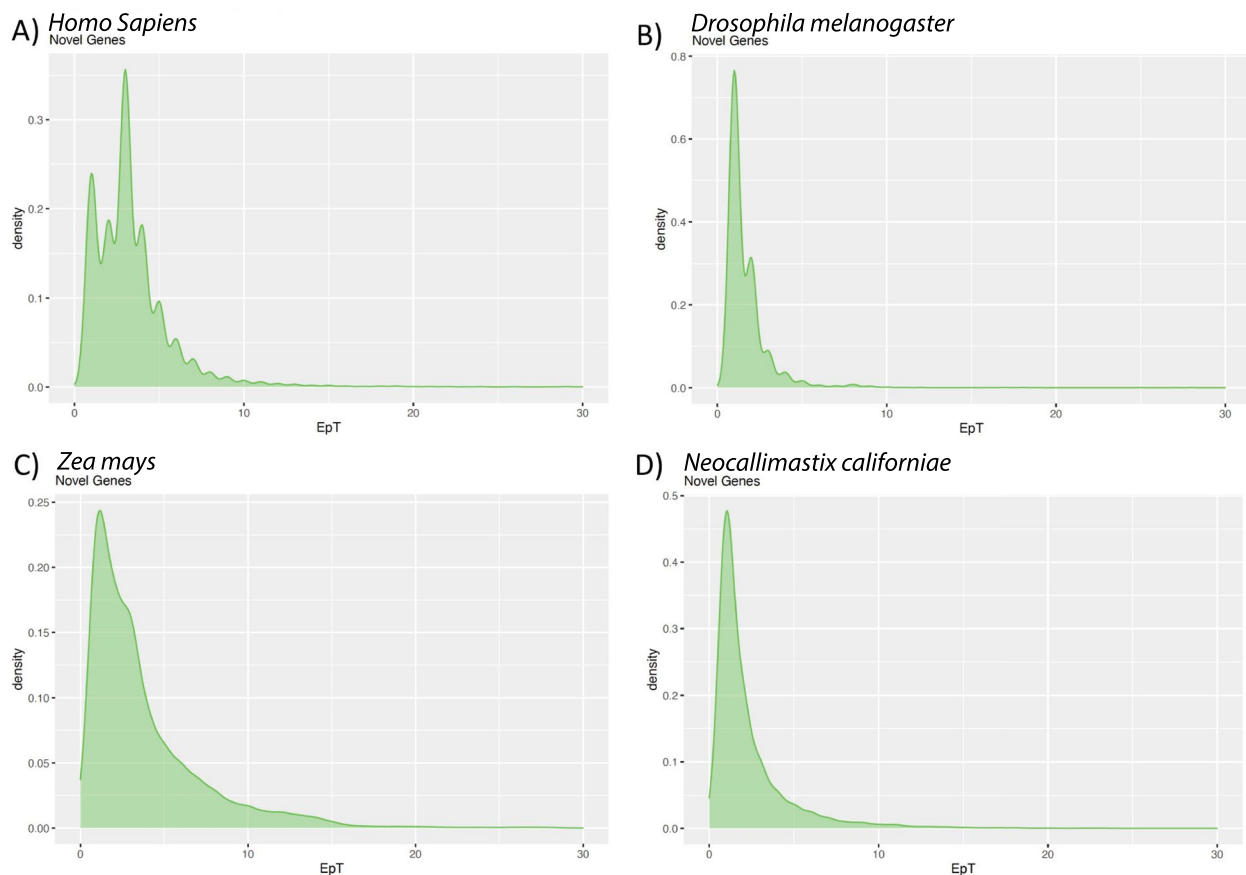 A) Homo Sapiens
Novel Genes
0.3
0.2
0.1
0.0
density
0 10 20 30
EpT
B) Drosophila melanogaster
Novel Genes
0.8
0.6
0.4
0.2
0.0
density
0 10 20 30
EpT
C) Zea mays
Novel Genes
0.25
0.20
0.15
0.10
0.05
0.00
density
0 10 20 30
EpT
D) Neocallimastix californiae
Novel Genes
0.5
0.4
0.3
0.2
0.1
0.0
density
0 10 20 30
EpT